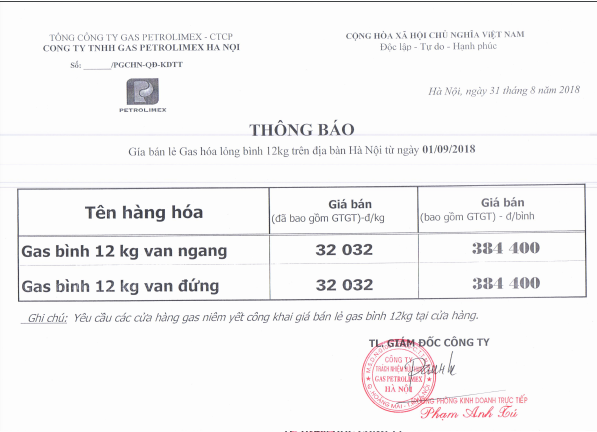 TỔNG CÔNG TY GAS PETROLIMEX - CTCP
CÔNG TY TNHH GAS PETROLIMEX HÀ NỘI
Số: ______/PGCHN-QĐ-KDTT
PETROLIMEX
CỘNG HÒA XÃ HỘI CHỦ NGHĨA VIỆT NAM
Độc lập - Tự do - Hạnh phúc
Hà Nội, ngày 31 tháng 8 năm 2018
THÔNG BÁO
Gía bán lẻ Gas hóa lỏng bình 12kg trên địa bàn Hà Nội từ ngày 01/09/2018
Tên hàng hóa
Giá bán
(đã bao gồm GTGT)-đ/kg
Giá bán
(bao gồm GTGT) - đ/bình
Gas bình 12 kg van ngang 32 032 384 400
Gas bình 12 kg van đứng 32 032 384 400
Ghi chú: Yêu cầu các cửa hàng gas niêm yết công khai giá bán lẻ gas bình 12kg tại cửa hàng.
TL. GIÁM ĐỐC CÔNG TY
CÔNG TY
TRÁCH NHIỆM HỮU HẠN
GAS PETROLIMEX
HÀ NỘI
Q. HOÀNG MAI - TP. HÀ NỘI
TRƯỞNG PHÒNG KINH DOANH TRỰC TIẾP
Phạm Anh Tú